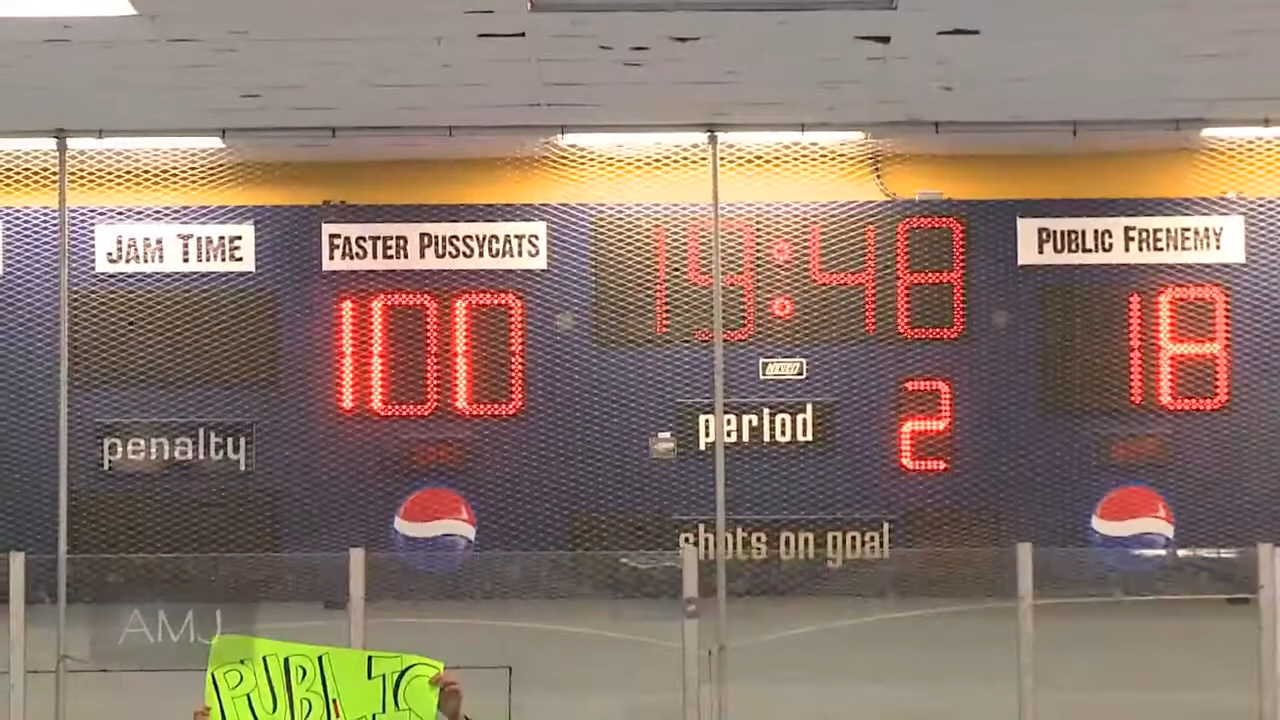 JAM TIME
FASTER PUSSYCATS
19:48
PUBLIC FRENEMY
100
18
period
2
penalty
shots on goal
AMJ
PUBLIC